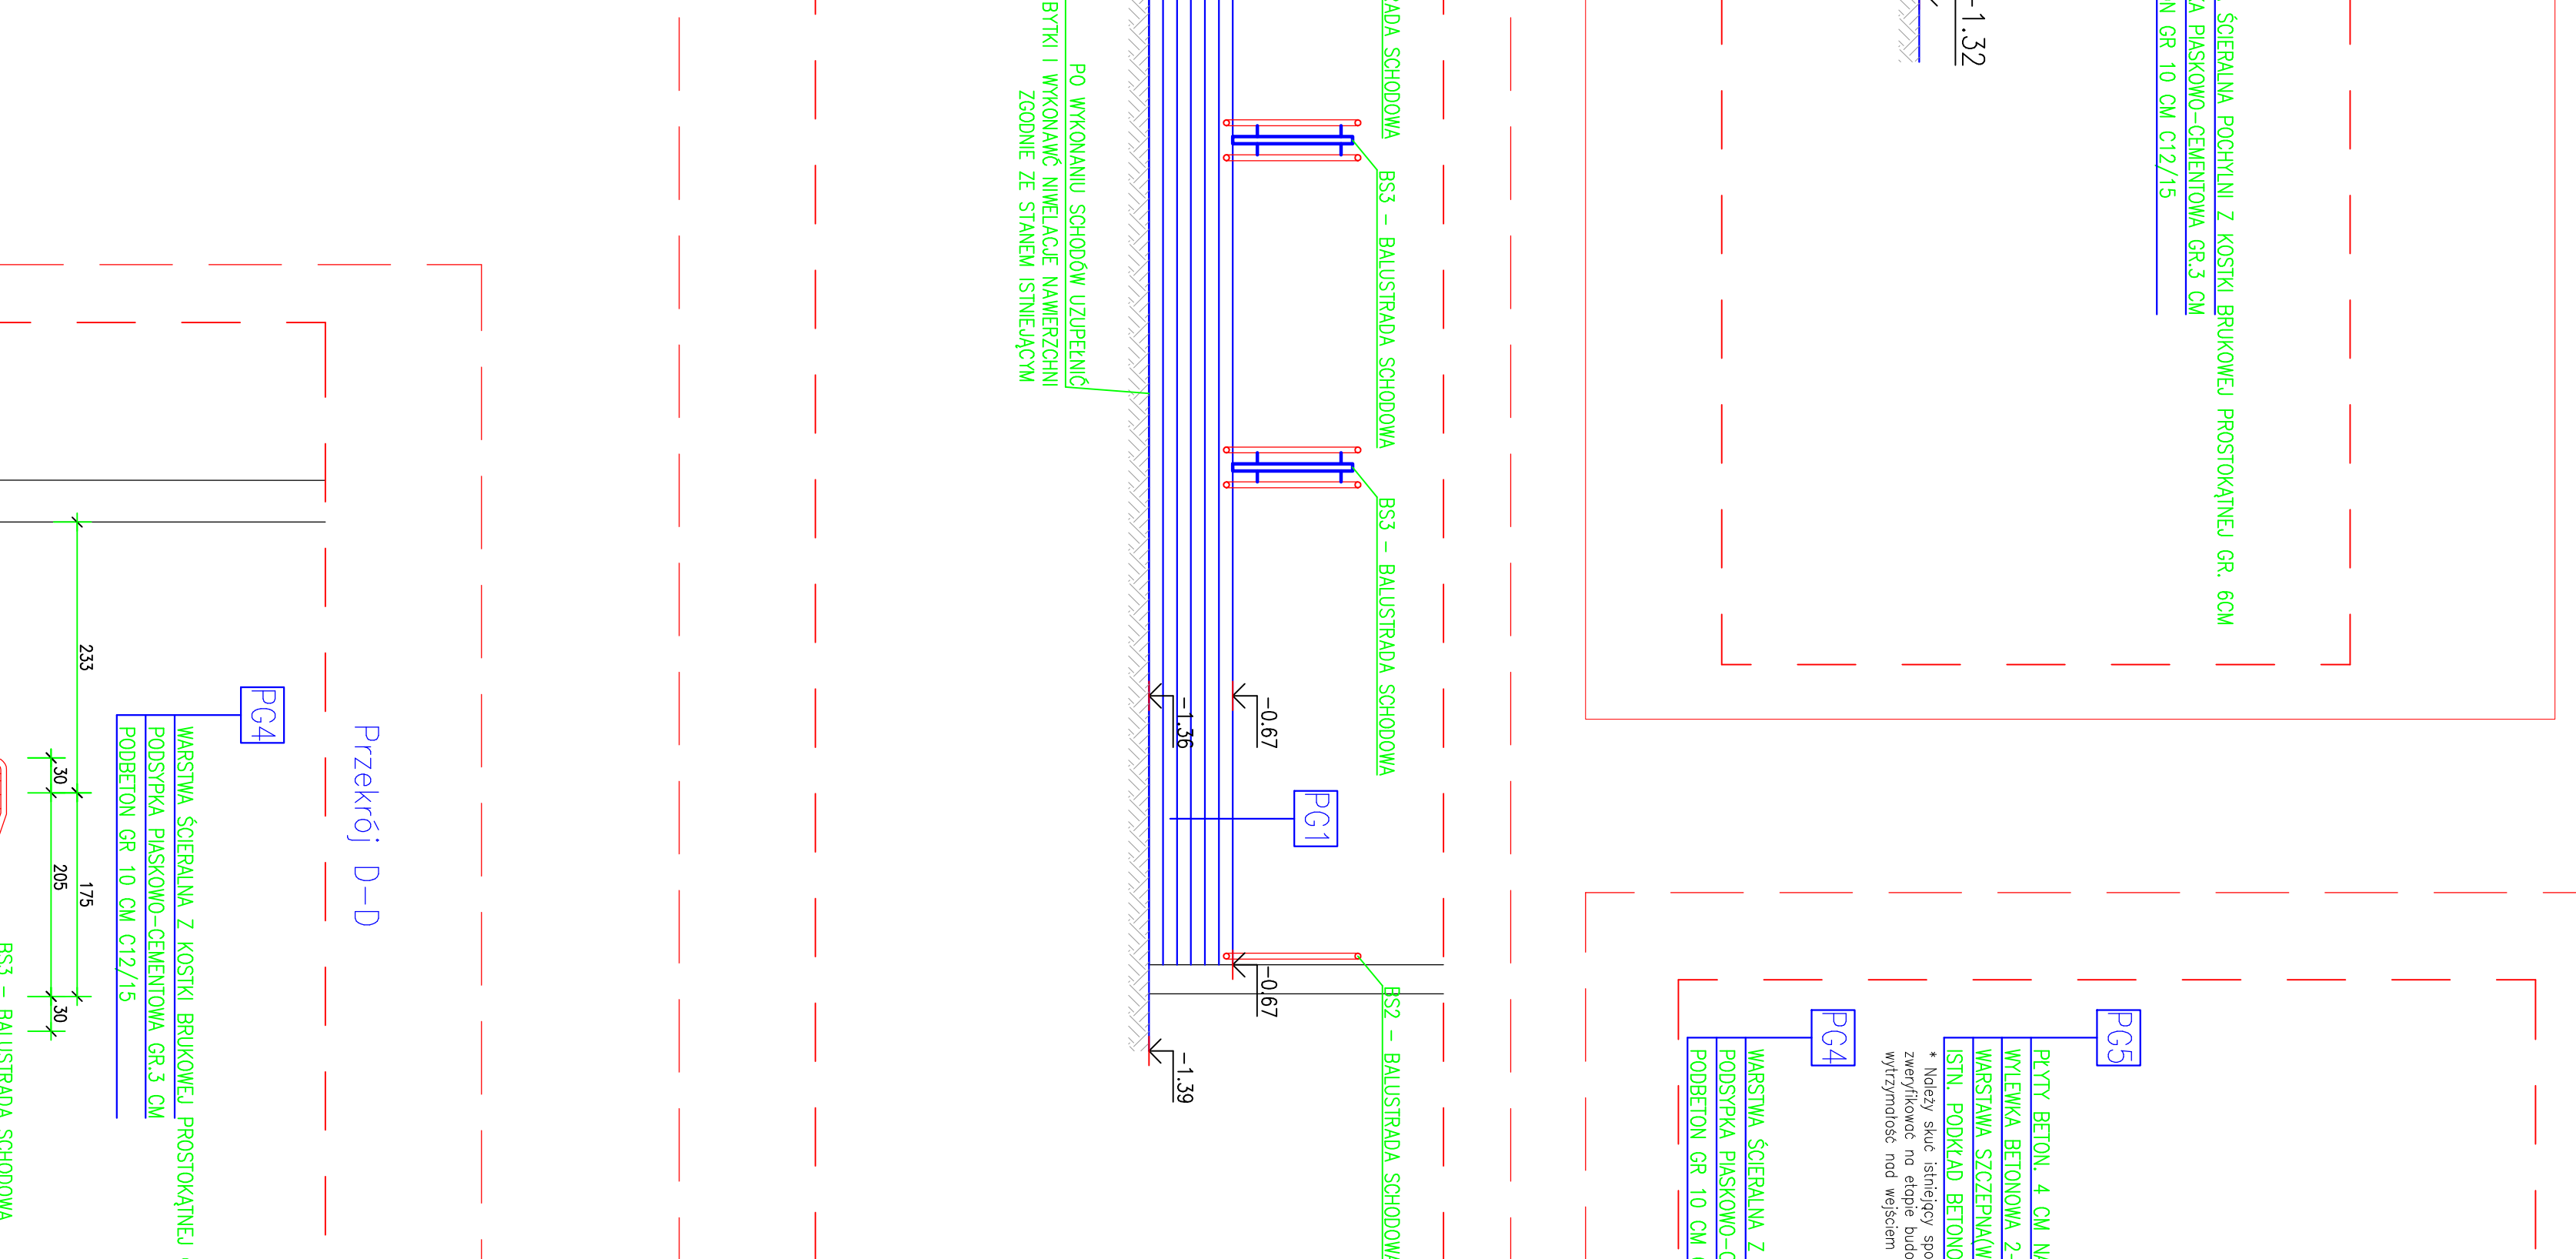 -1.32
ŚCIERALNA POCHYLNI Z KOSTKI BRUKOWEJ PROSTOKĄTNEJ GR. 6CM
PIASKOWO-CEMENTOWA GR.3 CM
GR 10 CM C12/15
PG5
PŁYTY BETON. 4 CM
WYLEWKA BETONOWA 2-
WARSTAWA SZCZEPNA(W
ISTN. PODKŁAD BETONO
* Należy skuć istniejący spo
zweryfikować na etapie budo
wytrzymałość nad wejściem
PG4
WARSTWA ŚCIERALNA Z
PODSYPKA PIASKOWO-C
PODBETON GR 10 CM
ADA SCHODOWA
BS3 - BALUSTRADA SCHODOWA
BS3 - BALUSTRADA SCHODOWA
BS2 - BALUSTRADA SCHODOWA
PG1
-0.67
-0.67
-1.36
-1.39
PO WYKONANIU SCHODÓW UZUPEŁNIĆ
BYTKI I WYKONAWĆ NIWELACJE NAWIERZCHNI
ZGODNIE ZE STANEM ISTNIEJĄCYM
Przekrój D-D
PG4
WARSTWA ŚCIERALNA Z KOSTKI BRUKOWEJ PROSTOKĄTNEJ
PODSYPKA PIASKOWO-CEMENTOWA GR.3 CM
PODBETON GR 10 CM C12/15
233
175
30
205
30
BS3 - BALUSTRADA SCHODOWA